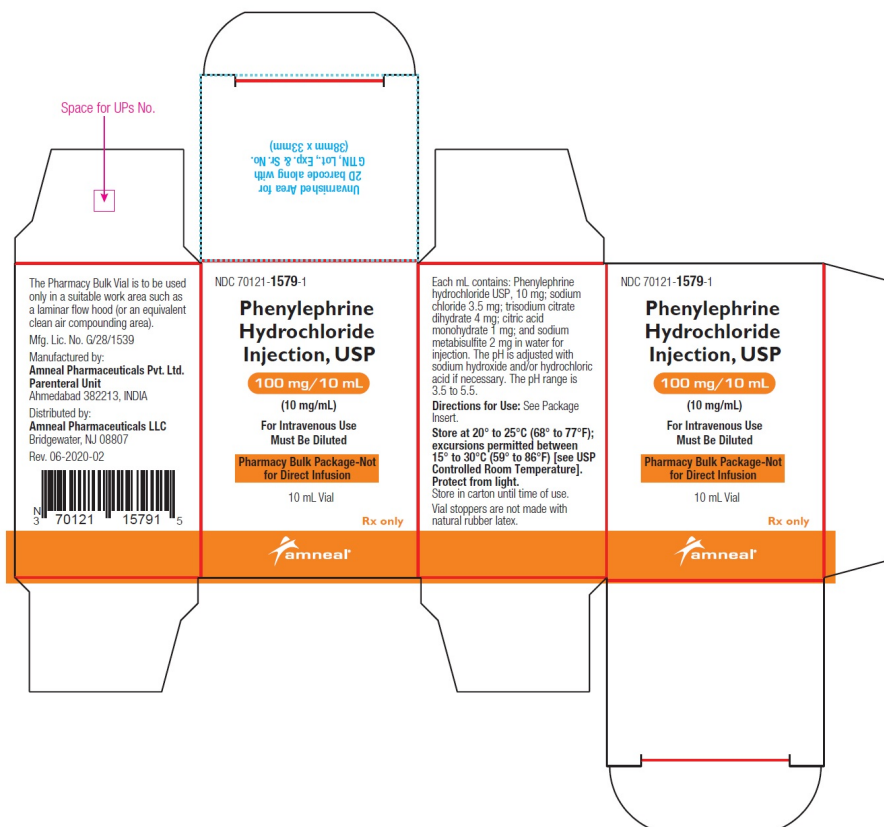 Space for UPs No.
Unvarnished Area for
2D barcode along with
GTIN, Lot., Exp. & Sr. No.
(38mm x 33mm)
The Pharmacy Bulk Vial is to be used
only in a suitable work area such as
a laminar flow hood (or an equivalent
clean air compounding area).
Mfg. Lic. No. G/28/1539
Manufactured by:
Amneal Pharmaceuticals Pvt. Ltd.
Parenteral Unit
Ahmedabad 382213, INDIA
Distributed by:
Amneal Pharmaceuticals LLC
Bridgewater, NJ 08807
Rev. 06-2020-02
N
3 70121 15791 5
NDC 70121-1579-1
Phenylephrine
Hydrochloride
Injection, USP
100 mg/10 mL
(10 mg/mL)
For Intravenous Use
Must Be Diluted
Pharmacy Bulk Package-Not
for Direct Infusion
10 mL Vial
Rx only
amneal®
Each mL contains: Phenylephrine
hydrochloride USP, 10 mg; sodium
chloride 3.5 mg; trisodium citrate
dihydrate 4 mg; citric acid
monohydrate 1 mg; and sodium
metabisulfite 2 mg in water for
injection. The pH is adjusted with
sodium hydroxide and/or hydrochloric
acid if necessary. The pH range is
3.5 to 5.5.
Directions for Use: See Package
Insert.
Store at 20° to 25°C (68° to 77°F);
excursions permitted between
15° to 30°C (59° to 86°F) [see USP
Controlled Room Temperature].
Protect from light.
Store in carton until time of use.
Vial stoppers are not made with
natural rubber latex.
NDC 70121-1579-1
Phenylephrine
Hydrochloride
Injection, USP
100 mg/10 mL
(10 mg/mL)
For Intravenous Use
Must Be Diluted
Pharmacy Bulk Package-Not
for Direct Infusion
10 mL Vial
Rx only
amneal®